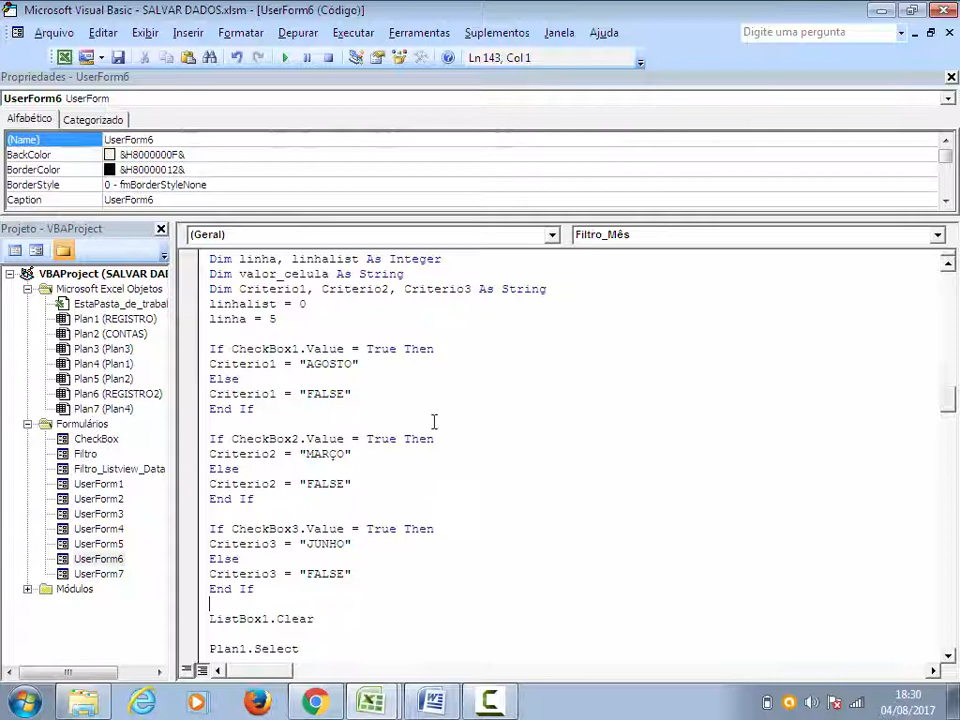 Microsoft Visual Basic - SALVAR DADOS.xlsm - [UserForm6 (Código)]
Arquivo Editar Exibir Inserir Formatar Depurar Executar Ferramentas Suplementos Janela Ajuda
Digite uma pergunta
Ln 143, Col 1
Propriedades - UserForm6
UserForm6 UserForm
Alfabético Categorizado
(Name) UserForm6
BackColor &H8000000F&
BorderColor &H80000012&
BorderStyle 0 - fmBorderStyleNone
Caption UserForm6
Projeto - VBAProject
(Geral)
Filtro_Mês
VBAProject (SALVAR DAI
Microsoft Excel Objetos
EstaPasta_de_trabal
Plan1 (REGISTRO)
Plan2 (CONTAS)
Plan3 (Plan3)
Plan4 (Plan1)
Plan5 (Plan2)
Plan6 (REGISTRO2)
Plan7 (Plan4)
Formulários
CheckBox
Filtro
Filtro_Listview_Data
UserForm1
UserForm2
UserForm3
UserForm4
UserForm5
UserForm6
UserForm7
Módulos
Dim linha, linhalist As Integer
Dim valor_celula As String
Dim Criterio1, Criterio2, Criterio3 As String
linhalist = 0
linha = 5
If CheckBox1.Value = True Then
Criterio1 = "AGOSTO"
Else
Criterio1 = "FALSE"
End If
If CheckBox2.Value = True Then
Criterio2 = "MARÇO"
Else
Criterio2 = "FALSE"
End If
If CheckBox3.Value = True Then
Criterio3 = "JUNHO"
Else
Criterio3 = "FALSE"
End If
ListBox1.Clear
Plan1.Select
18:30
04/08/2017